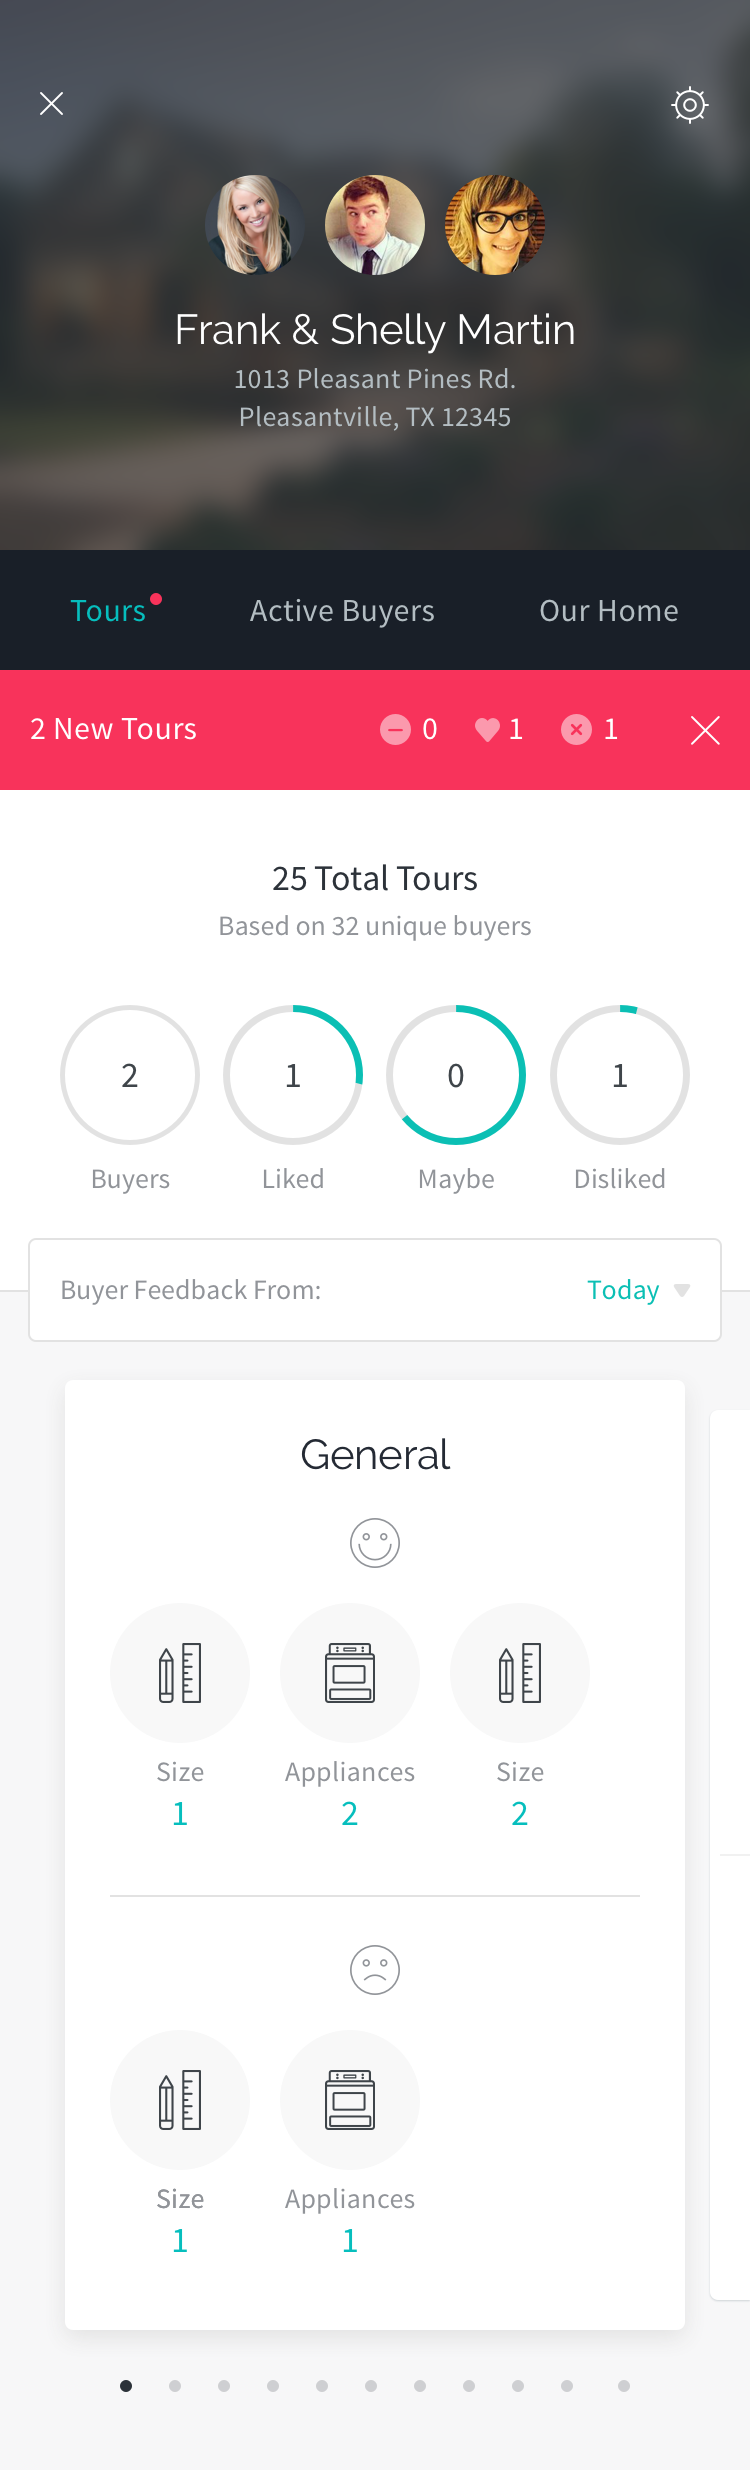 Frank & Shelly Martin
1013 Pleasant Pines Rd.
Pleasantville, TX 12345
Tours Active Buyers Our Home
2 New Tours 0 1 1
25 Total Tours
Based on 32 unique buyers
2 1 0 1
Buyers Liked Maybe Disliked
Buyer Feedback From: Today
General
Size Appliances Size
1 2 2
Size Appliances
1 1